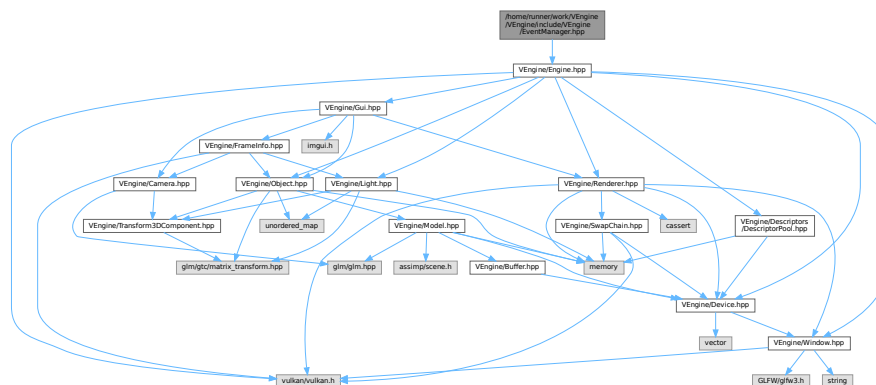 /home/runner/work/VEngine
/VEngine/include/VEngine
/EventManager.hpp
VEngine/Engine.hpp
VEngine/Gui.hpp
VEngine/FrameInfo.hpp
imgui.h
VEngine/Camera.hpp
VEngine/Object.hpp
VEngine/Light.hpp
VEngine/Renderer.hpp
VEngine/Transform3DComponent.hpp
unordered_map
VEngine/Model.hpp
VEngine/SwapChain.hpp
cassert
VEngine/Descriptors
/DescriptorPool.hpp
glm/gtc/matrix_transform.hpp
glm/glm.hpp
assimp/scene.h
VEngine/Buffer.hpp
memory
VEngine/Device.hpp
vector
VEngine/Window.hpp
vulkan/vulkan.h
GLFW/glfw3.h
string